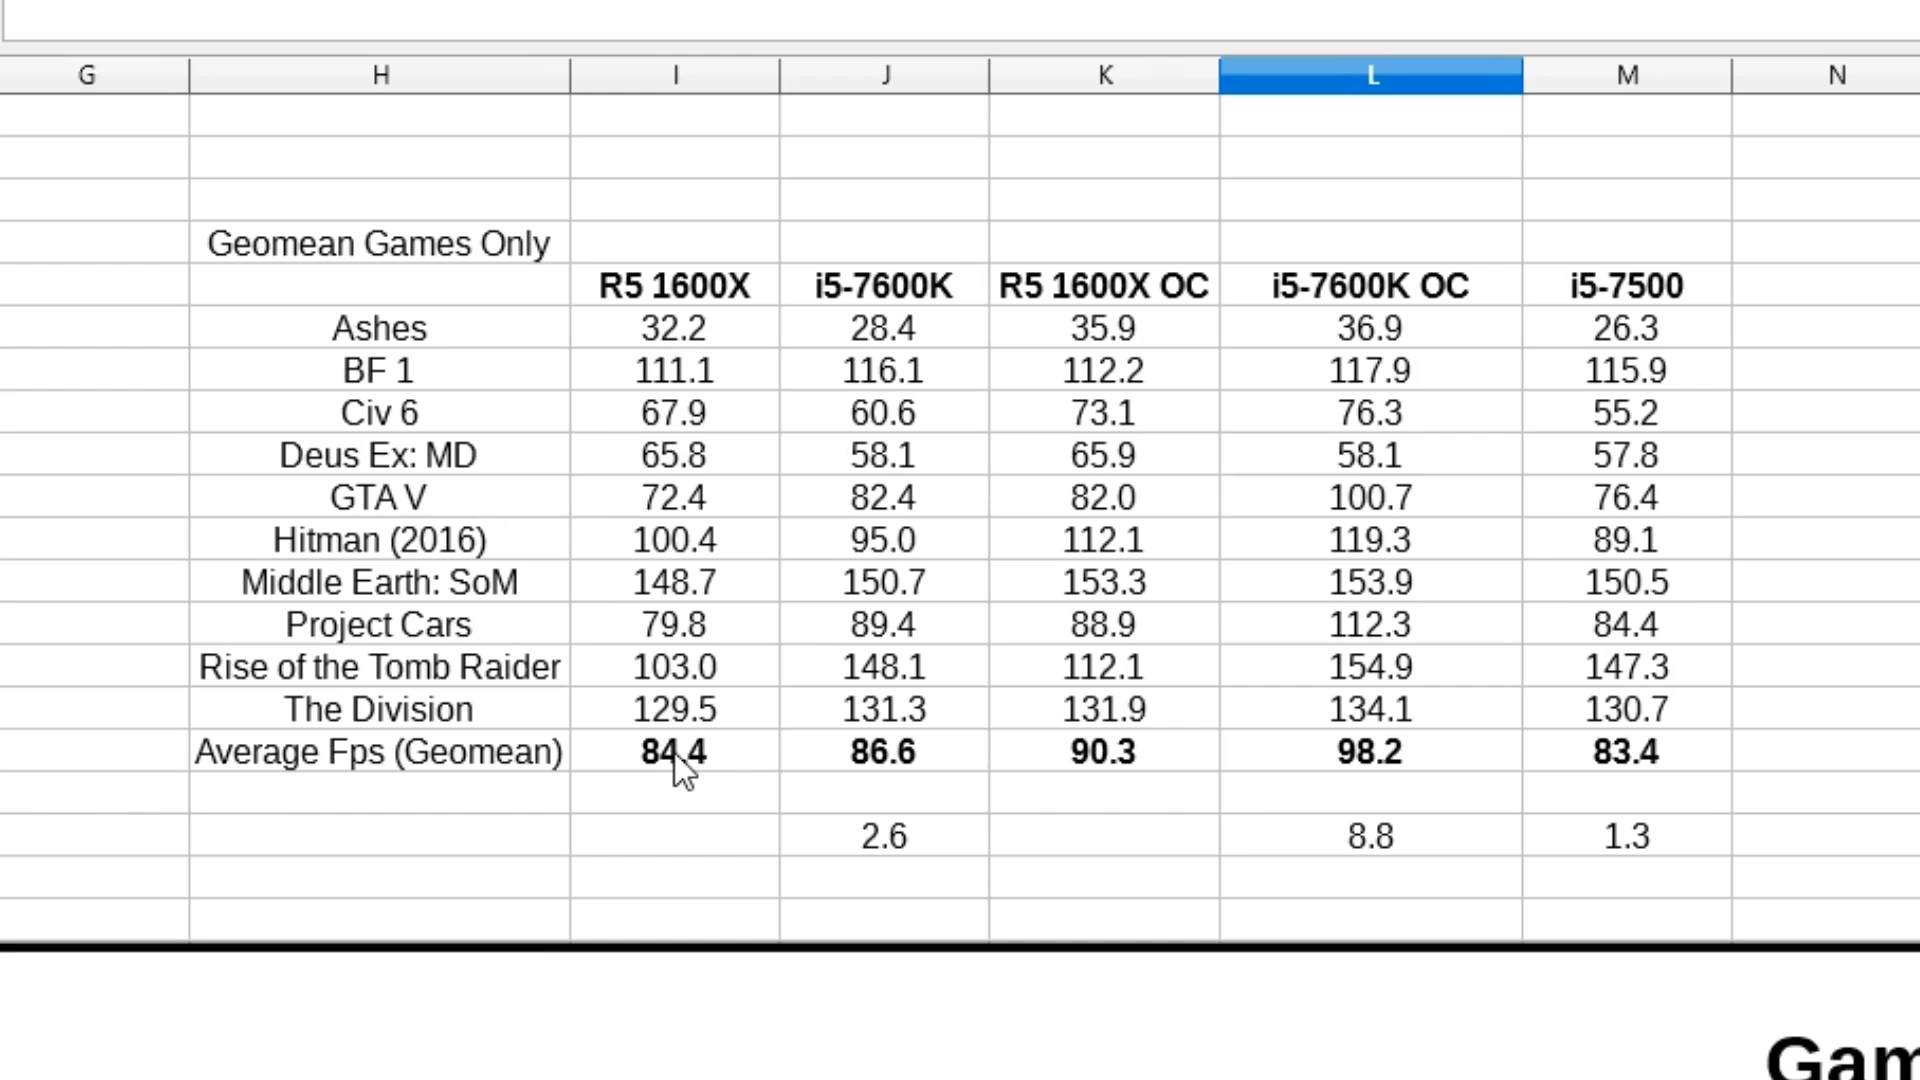 G H I J K L M N
Geomean Games Only
R5 1600X i5-7600K R5 1600X OC i5-7600K OC i5-7500
Ashes 32.2 28.4 35.9 36.9 26.3
BF 1 111.1 116.1 112.2 117.9 115.9
Civ 6 67.9 60.6 73.1 76.3 55.2
Deus Ex: MD 65.8 58.1 65.9 58.1 57.8
GTA V 72.4 82.4 82.0 100.7 76.4
Hitman (2016) 100.4 95.0 112.1 119.3 89.1
Middle Earth: SoM 148.7 150.7 153.3 153.9 150.5
Project Cars 79.8 89.4 88.9 112.3 84.4
Rise of the Tomb Raider 103.0 148.1 112.1 154.9 147.3
The Division 129.5 131.3 131.9 134.1 130.7
Average Fps (Geomean) 84.4 86.6 90.3 98.2 83.4
2.6 8.8 1.3
Gam